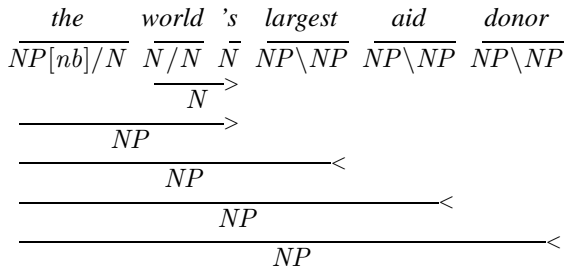 the world 's largest aid donor
NP[nb]/N N/N N NP\NP NP\NP NP\NP
>
N
>
NP
<
NP
<
NP
<
NP